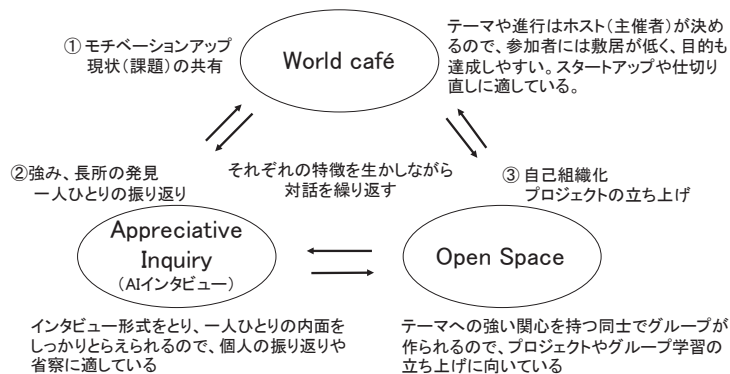 ① モチベーションアップ
現状(課題)の共有
World café
テーマや進行はホスト(主催者)が決め
るので、参加者には敷居が低く、目的も
達成しやすい。スタートアップや仕切り
直しに適している。
②強み、長所の発見
一人ひとりの振り返り
それぞれの特徴を生かしながら
対話を繰り返す
③ 自己組織化
プロジェクトの立ち上げ
Appreciative
Inquiry
(AIインタビュー)
Open Space
インタビュー形式をとり、一人ひとりの内面を
しっかりとらえられるので、個人の振り返りや
省察に適している
テーマへの強い関心を持つ同士でグループが
作られるので、プロジェクトやグループ学習の
立ち上げに向いている